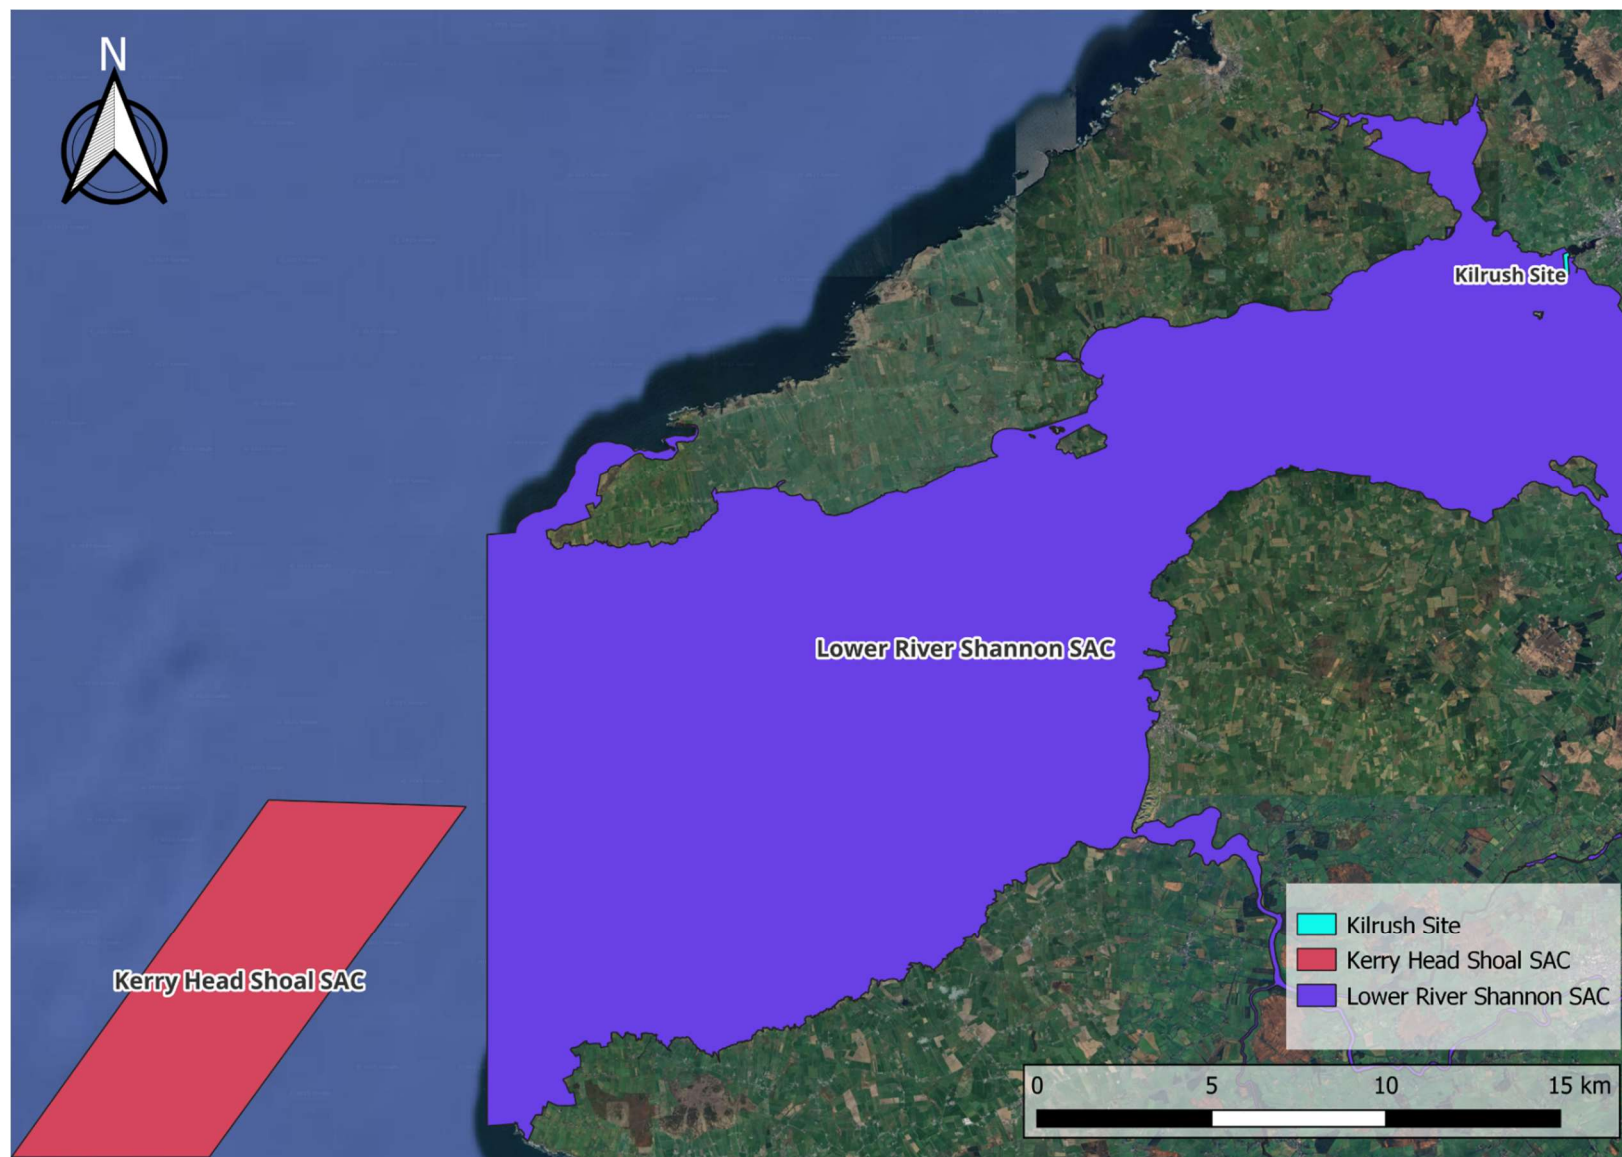 N
Kilrush Site
Lower River Shannon SAC
Kerry Head Shoal SAC
Kilrush Site
Kerry Head Shoal SAC
Lower River Shannon SAC
0 5 10 15 km